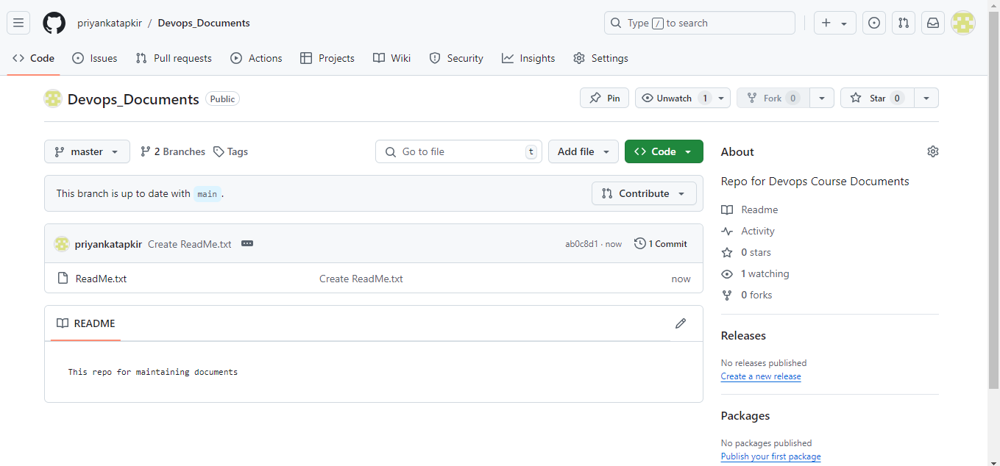 priyankatapkir / Devops_Documents
Type / to search
Code Issues Pull requests Actions Projects Wiki Security Insights Settings
Devops_Documents Public
Pin Unwatch 1 Fork 0 Star 0
master 2 Branches Tags
Go to file t Add file Code
This branch is up to date with main .
Contribute
priyankatapkir Create ReadMe.txt ab0c8d1 · now 1 Commit
ReadMe.txt Create ReadMe.txt now
README
This repo for maintaining documents
About
Repo for Devops Course Documents
Readme
Activity
0 stars
1 watching
0 forks
Releases
No releases published
Create a new release
Packages
No packages published
Publish your first package